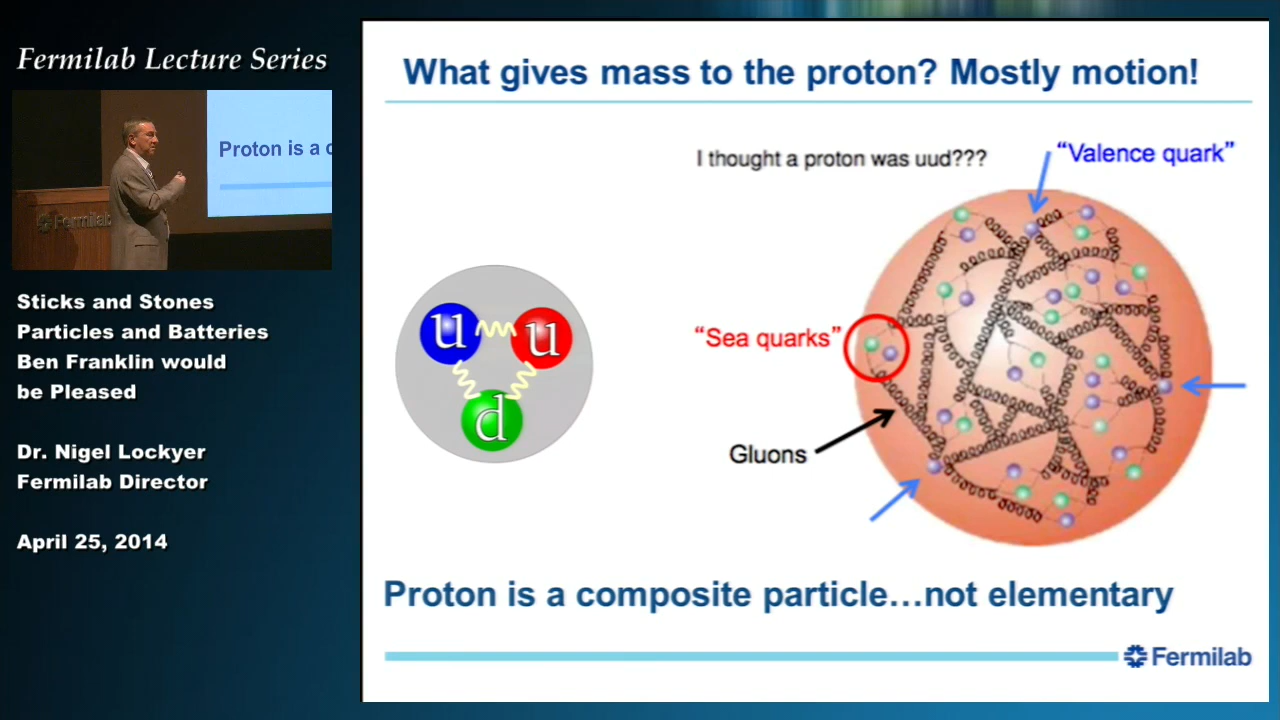 Fermilab Lecture Series
Proton is a c
Fermilab
Sticks and Stones
Particles and Batteries
Ben Franklin would
be Pleased
Dr. Nigel Lockyer
Fermilab Director
April 25, 2014
What gives mass to the proton? Mostly motion!
I thought a proton was uud???
“Valence quark”
u
u
d
“Sea quarks”
Gluons
Proton is a composite particle…not elementary
Fermilab